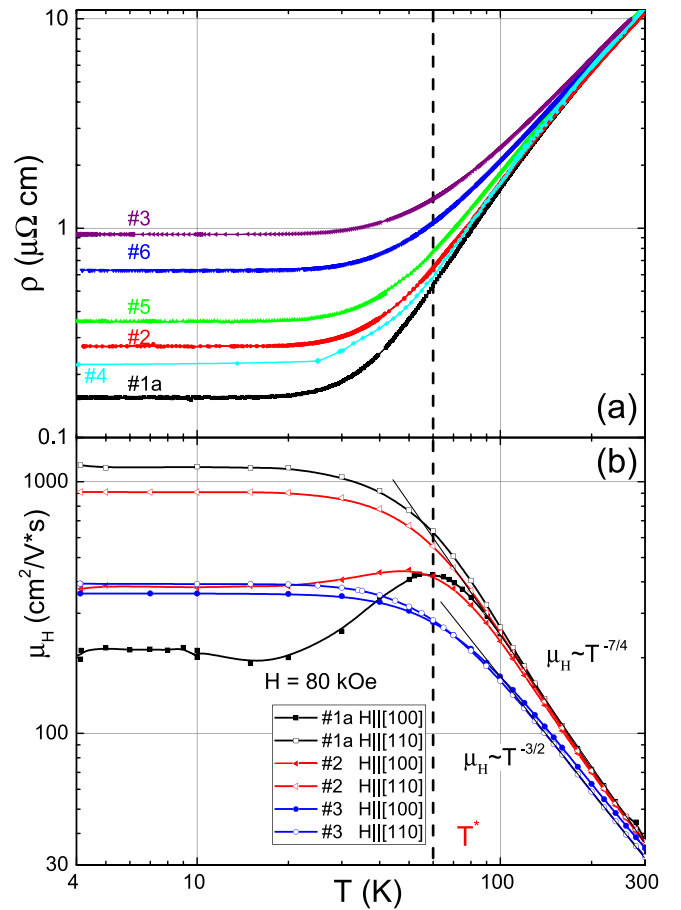 10
ρ (μΩ cm)
#3
1
#6
#5
#2
#4
#1a
(a)
0.1
(b)
1000
μH (cm²/V*s)
μH~T-7/4
H = 80 kOe
100
#1a H||[100]
#1a H||[110]
#2 H||[100]
#2 H||[110]
#3 H||[100]
#3 H||[110]
μH~T-3/2
T*
30
4 10 100 300
T (K)